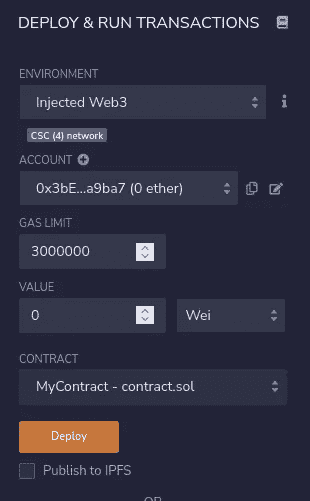 DEPLOY & RUN TRANSACTIONS
ENVIRONMENT
Injected Web3
CSC (4) network
ACCOUNT
0x3bE...a9ba7 (0 ether)
GAS LIMIT
3000000
VALUE
0 Wei
CONTRACT
MyContract - contract.sol
Deploy
Publish to IPFS
OR